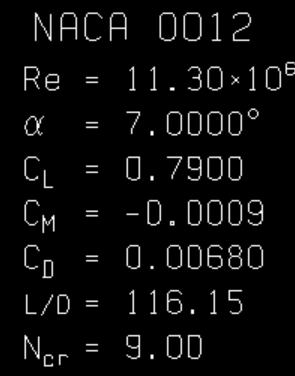 NACA 0012
Re = 11.30×10⁶
α = 7.0000°
C_L = 0.7900
C_M = -0.0009
C_D = 0.00680
L/D = 116.15
N_cr = 9.00